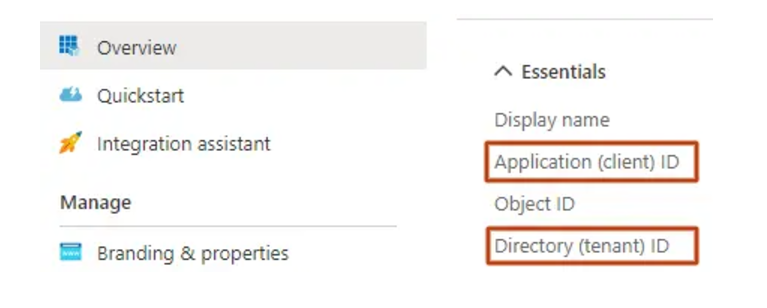 Overview
Quickstart
Integration assistant
Manage
Branding & properties
Essentials
Display name
Application (client) ID
Object ID
Directory (tenant) ID